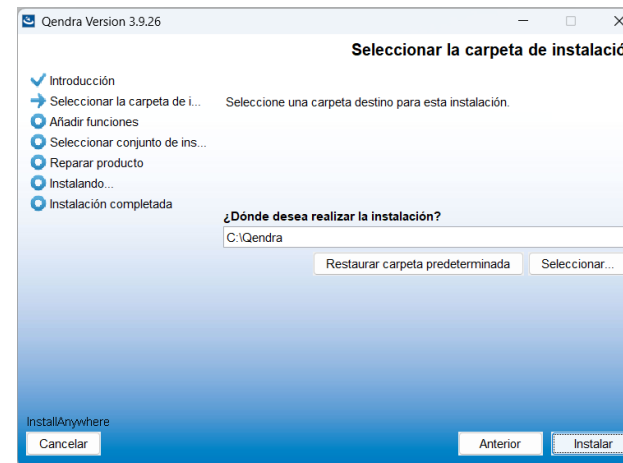 Qendra Version 3.9.26
Seleccionar la carpeta de instalació
Introducción
Seleccionar la carpeta de i...
Añadir funciones
Seleccionar conjunto de ins...
Reparar producto
Instalando...
Instalación completada
Seleccione una carpeta destino para esta instalación.
¿Dónde desea realizar la instalación?
C:\Qendra
Restaurar carpeta predeterminada
Seleccionar...
InstallAnywhere
Cancelar
Anterior
Instalar